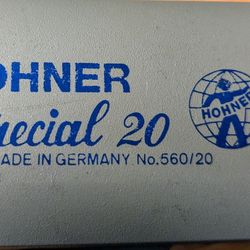 OHNER
pecial 20
ADE IN GERMANY No.560/20
HOHNER